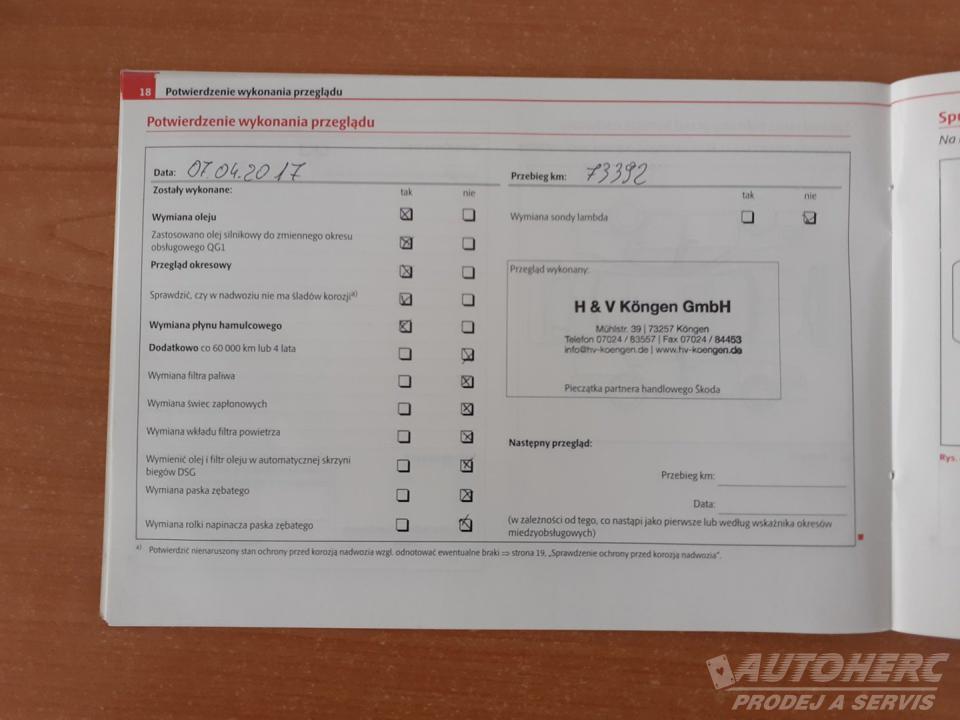 18 Potwierdzenie wykonania przeglądu
Potwierdzenie wykonania przeglądu
Data: 07.04.2017
Zostały wykonane: tak nie
Wymiana oleju
Zastosowano olej silnikowy do zmiennego okresu
obsługowego QG1
Przegląd okresowy
Sprawdzić, czy w nadwoziu nie ma śladów korozji a)
Wymiana płynu hamulcowego
Dodatkowo co 60 000 km lub 4 lata
Wymiana filtra paliwa
Wymiana świec zapłonowych
Wymiana wkładu filtra powietrza
Wymienić olej i filtr oleju w automatycznej skrzyni
biegów DSG
Wymiana paska zębatego
Wymiana rolki napinacza paska zębatego
Przebieg km: 73392
tak nie
Wymiana sondy lambda
Przegląd wykonany:
H & V Köngen GmbH
Mühlstr. 39 | 73257 Köngen
Telefon 07024 / 83557 | Fax 07024 / 84453
info@hv-koengen.de | www.hv-koengen.de
Pieczątka partnera handlowego Škoda
Następny przegląd:
Przebieg km:
Data:
(w zależności od tego, co nastąpi jako pierwsze lub według wskaźnika okresów
miedzyobsługowych)
a) Potwierdzić nienaruszony stan ochrony przed korozją nadwozia wzgl. odnotować ewentualne braki ⇒ strona 19, „Sprawdzenie ochrony przed korozją nadwozia".
Na
Rys.
AUTOHERC
PRODEJ A SERVIS